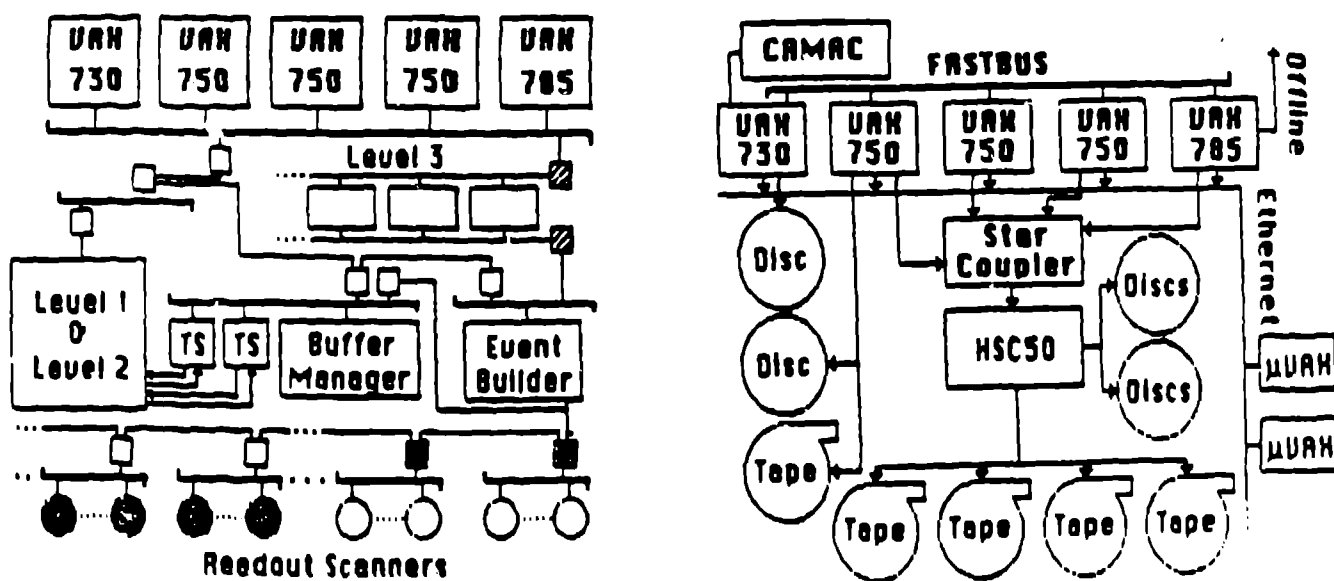 VAX VAX VAX VAX VAX
730 750 750 750 785
Level 3
Level 1
&
Level 2
TS TS
Buffer
Manager
Event
Builder
Readout Scanners
CAMAC
FASTBUS
Offline
VAX VAX VAX VAX VAX
730 750 750 750 785
Ethernet
Disc
Star
Coupler
Discs
Disc
HSC50
Discs
µVAX
µVAX
Tape
Tape Tape Tape Tape